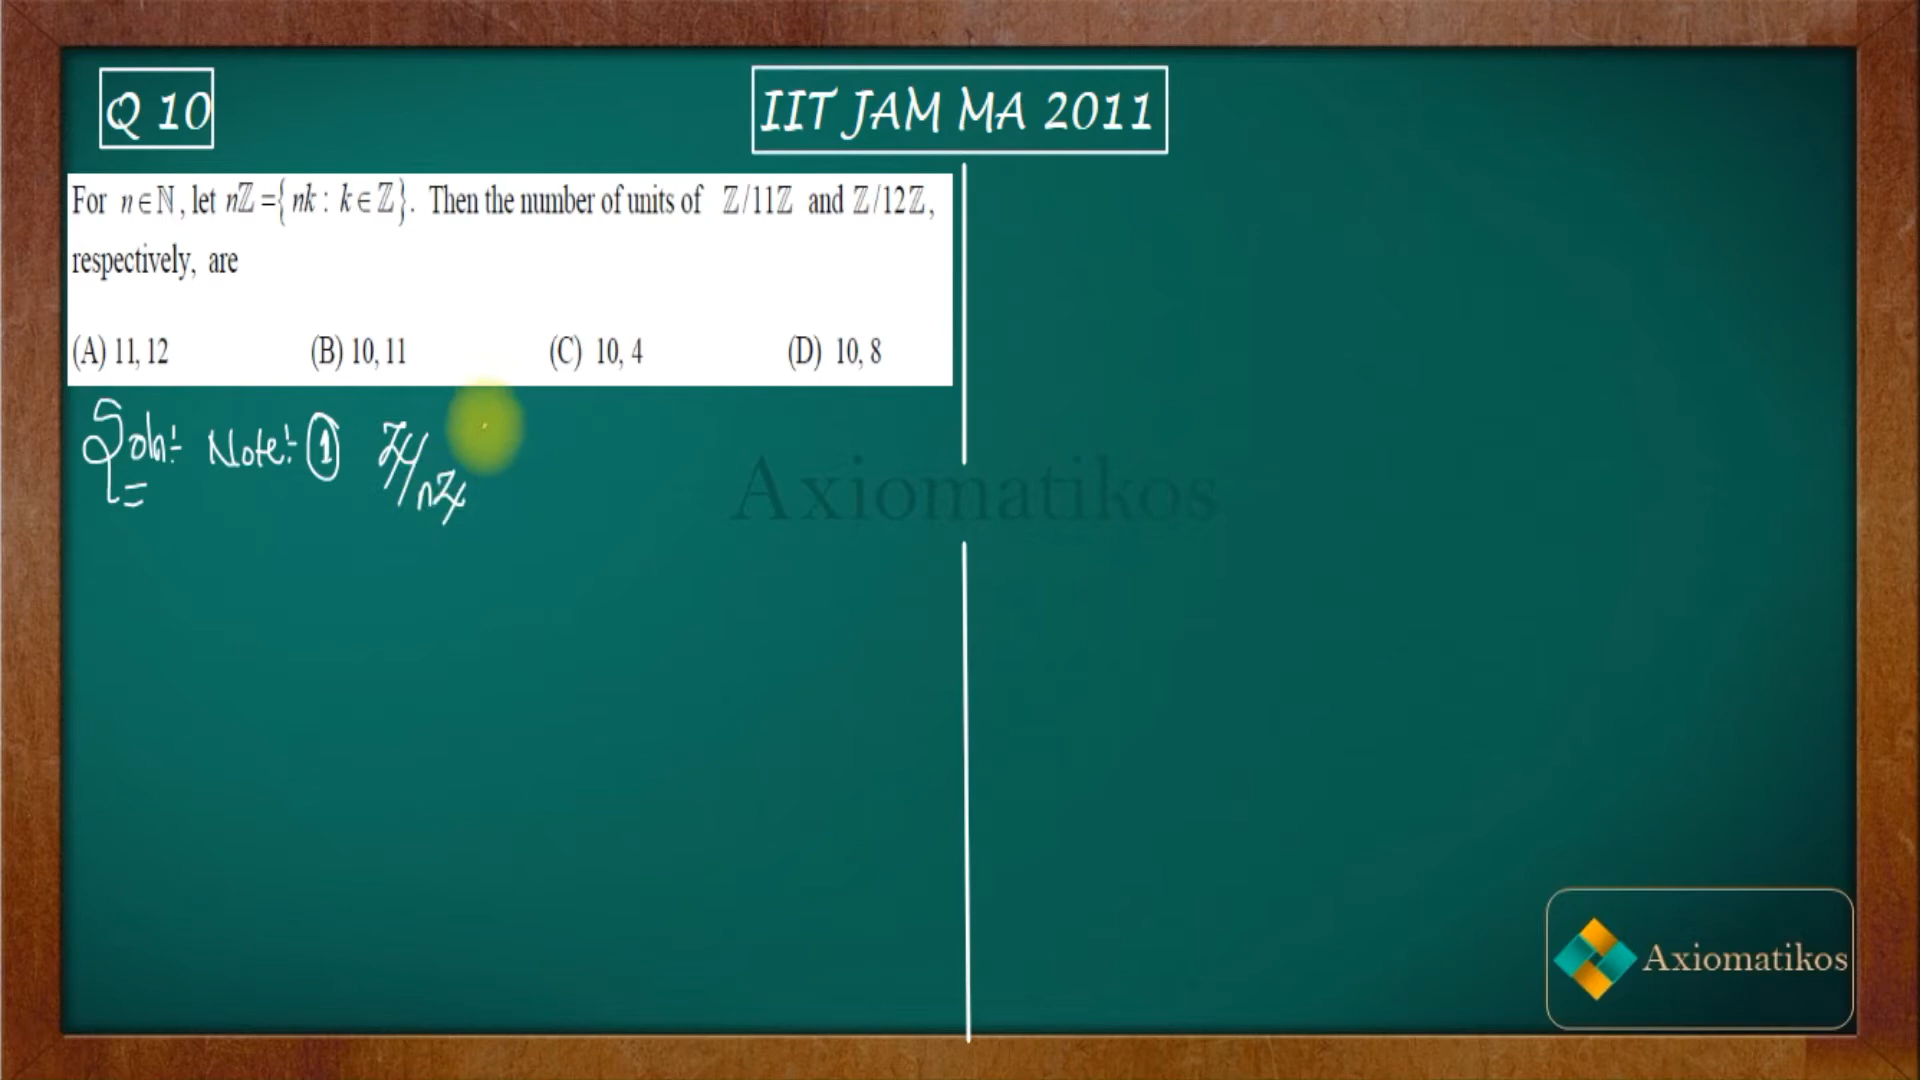 Q 10
IIT JAM MA 2011
For n∈ℕ, let nℤ={nk : k∈ℤ}. Then the number of units of ℤ/11ℤ and ℤ/12ℤ,
respectively, are
(A) 11, 12 (B) 10, 11 (C) 10, 4 (D) 10, 8
Soln:- Note:- ① ℤ/nℤ
Axiomatikos
Axiomatikos